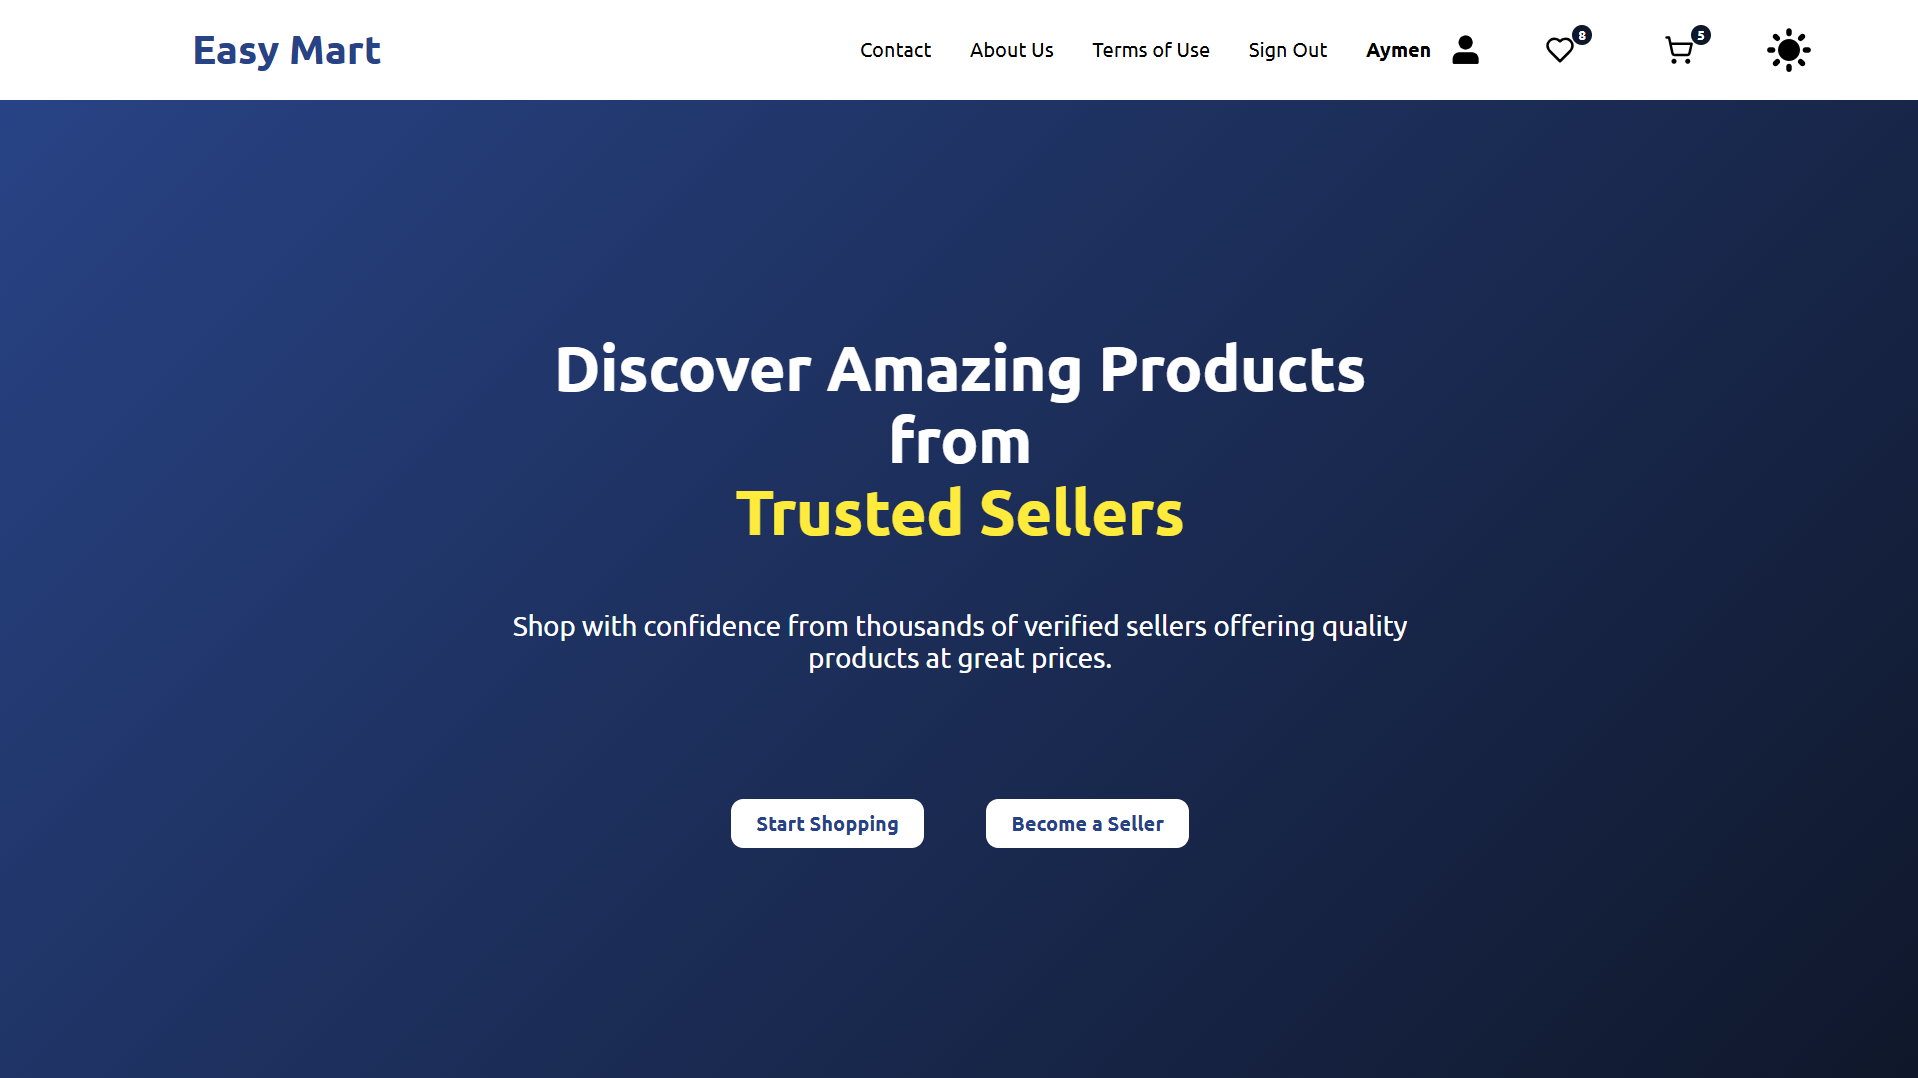 Easy Mart
Contact About Us Terms of Use Sign Out Aymen 8 5
Discover Amazing Products
from
Trusted Sellers
Shop with confidence from thousands of verified sellers offering quality
products at great prices.
Start Shopping Become a Seller